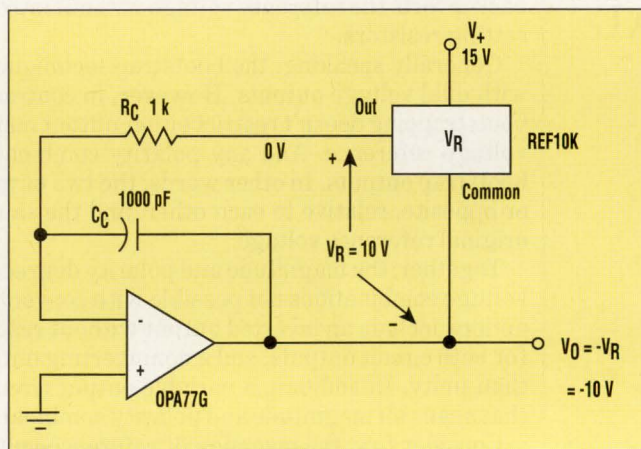 V+
15 V
RC 1 k
Out
0 V
VR
REF10K
+
Common
CC
1000 pF
VR = 10 V
-
+
OPA77G
VO = -VR
= -10 V